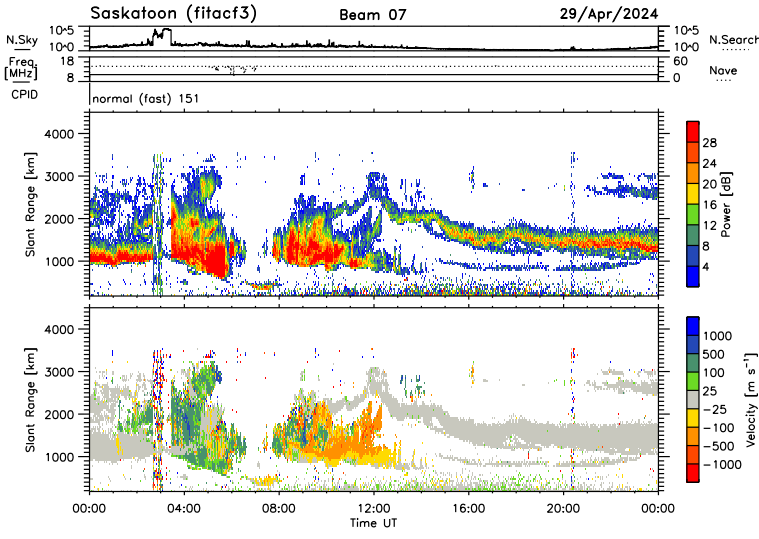 Saskatoon (fitacf3) Beam 07 29/Apr/2024
N.Sky 10^5 10^0 10^5 10^0 N.Search
Freq. [MHz] 18 8 60 0 Nave
CPID normal (fast) 151
Slant Range [km] 4000 3000 2000 1000
Power [dB] 28 24 20 16 12 8 4
Slant Range [km] 4000 3000 2000 1000
Velocity [m s⁻¹] 1000 500 100 25 −25 −100 −500 −1000
00:00 04:00 08:00 12:00 16:00 20:00 00:00
Time UT